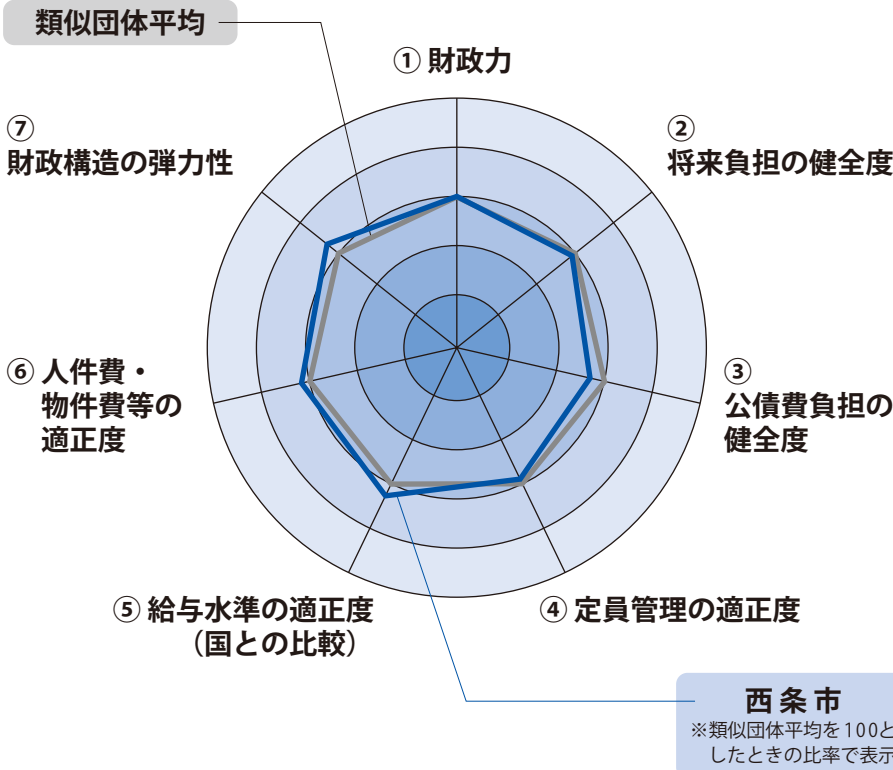 類似団体平均
① 財政力
②
将来負担の健全度
③
公債費負担の
健全度
④ 定員管理の適正度
⑤ 給与水準の適正度
（国との比較）
⑥ 人件費・
物件費等の
適正度
⑦
財政構造の弾力性
西条市
※類似団体平均を100と
したときの比率で表示